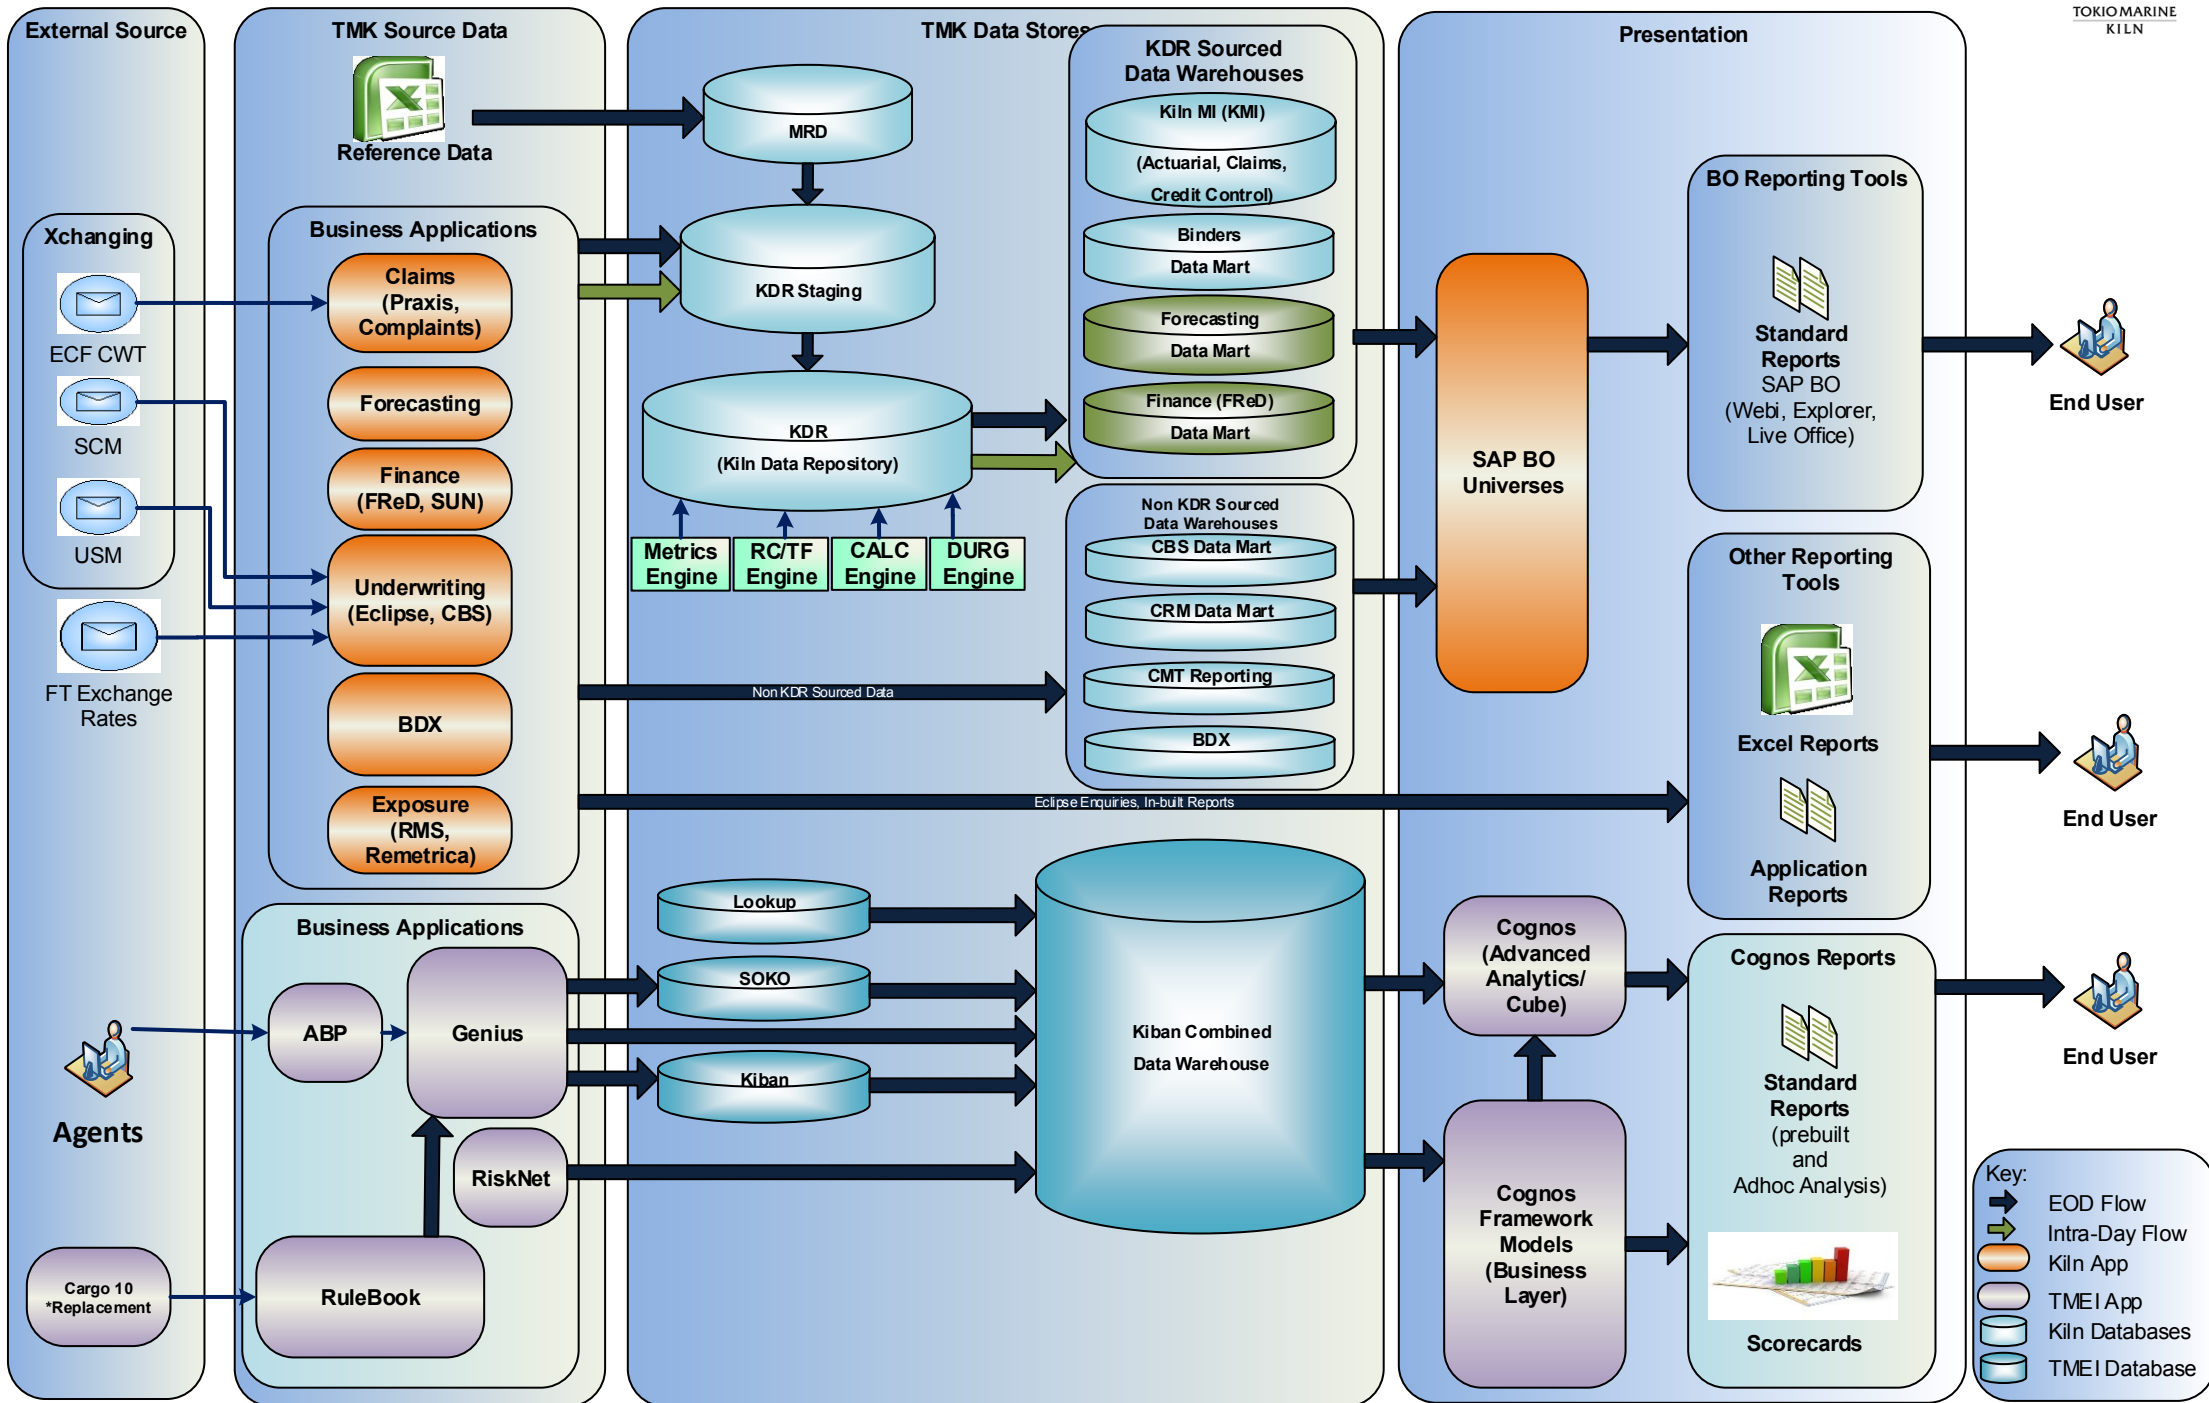 TOKIO MARINE
KILN
External Source
Xchanging
ECF CWT
SCM
USM
FT Exchange
Rates
Agents
Cargo 10
*Replacement
TMK Source Data
Reference Data
Business Applications
Claims
(Praxis,
Complaints)
Forecasting
Finance
(FReD, SUN)
Underwriting
(Eclipse, CBS)
BDX
Exposure
(RMS,
Remetrica)
Business Applications
ABP
Genius
RiskNet
RuleBook
TMK Data Stores
MRD
KDR Staging
KDR
(Kiln Data Repository)
Metrics
Engine
RC/TF
Engine
CALC
Engine
DURG
Engine
KDR Sourced
Data Warehouses
Kiln MI (KMI)
(Actuarial, Claims,
Credit Control)
Binders
Data Mart
Forecasting
Data Mart
Finance (FReD)
Data Mart
Non KDR Sourced
Data Warehouses
CBS Data Mart
CRM Data Mart
CMT Reporting
BDX
Non KDR Sourced Data
Eclipse Enquiries, In-built Reports
Lookup
SOKO
Kiban
Kiban Combined
Data Warehouse
Presentation
SAP BO
Universes
BO Reporting Tools
Standard
Reports
SAP BO
(Webi, Explorer,
Live Office)
Other Reporting
Tools
Excel Reports
Application
Reports
Cognos
(Advanced
Analytics/
Cube)
Cognos
Framework
Models
(Business
Layer)
Cognos Reports
Standard
Reports
(prebuilt
and
Adhoc Analysis)
Scorecards
End User
End User
End User
Key:
EOD Flow
Intra-Day Flow
Kiln App
TMEI App
Kiln Databases
TMEI Database